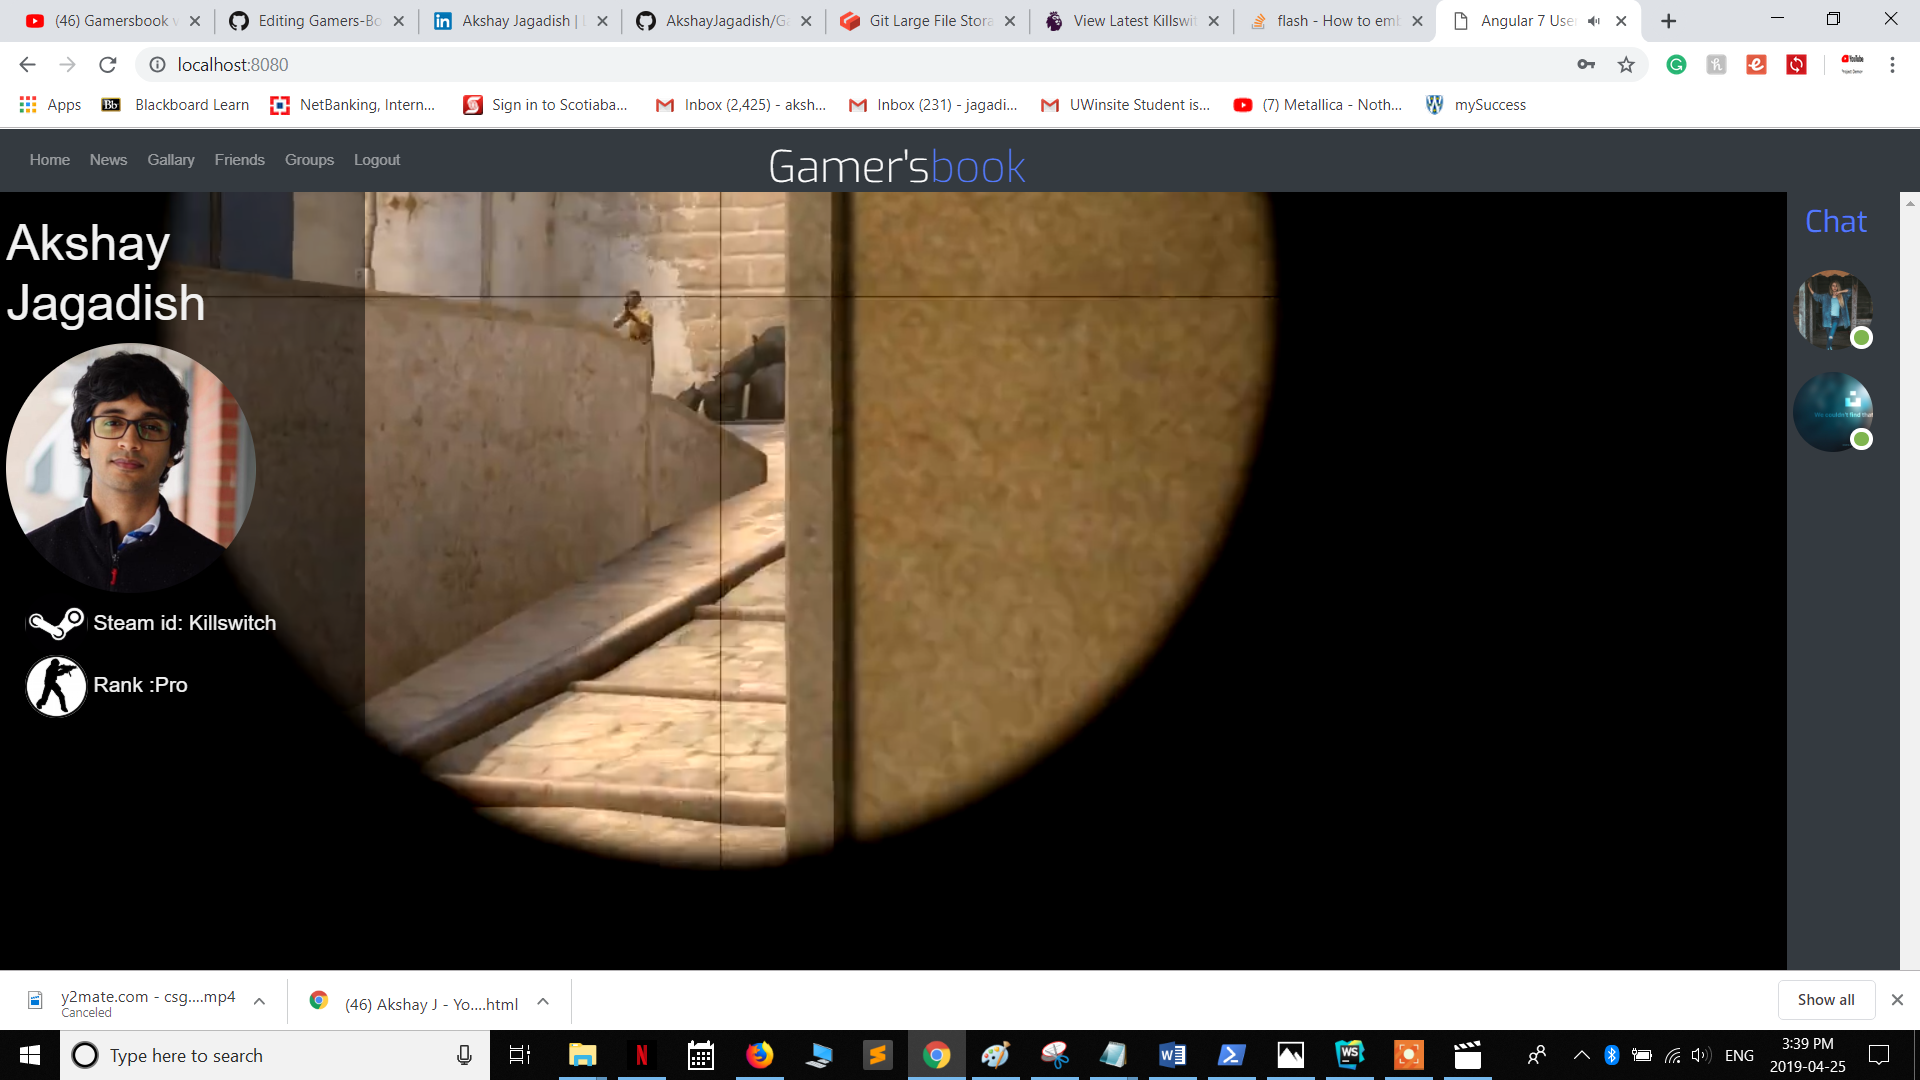 (46) Gamersbook v
Editing Gamers-Bo
Akshay Jagadish | L
AkshayJagadish/Ga
Git Large File Stora
View Latest Killswit
flash - How to emb
Angular 7 User
localhost:8080
Apps
Bb
Blackboard Learn
NetBanking, Intern...
Sign in to Scotiaba...
Inbox (2,425) - aksh...
Inbox (231) - jagadi...
UWinsite Student is...
(7) Metallica - Noth...
mySuccess
Home News Gallary Friends Groups Logout
Gamer'sbook
Akshay
Jagadish
Chat
Steam id: Killswitch
Rank :Pro
y2mate.com - csg....mp4
Canceled
(46) Akshay J - Yo....html
Show all
Type here to search
ENG
3:39 PM
2019-04-25